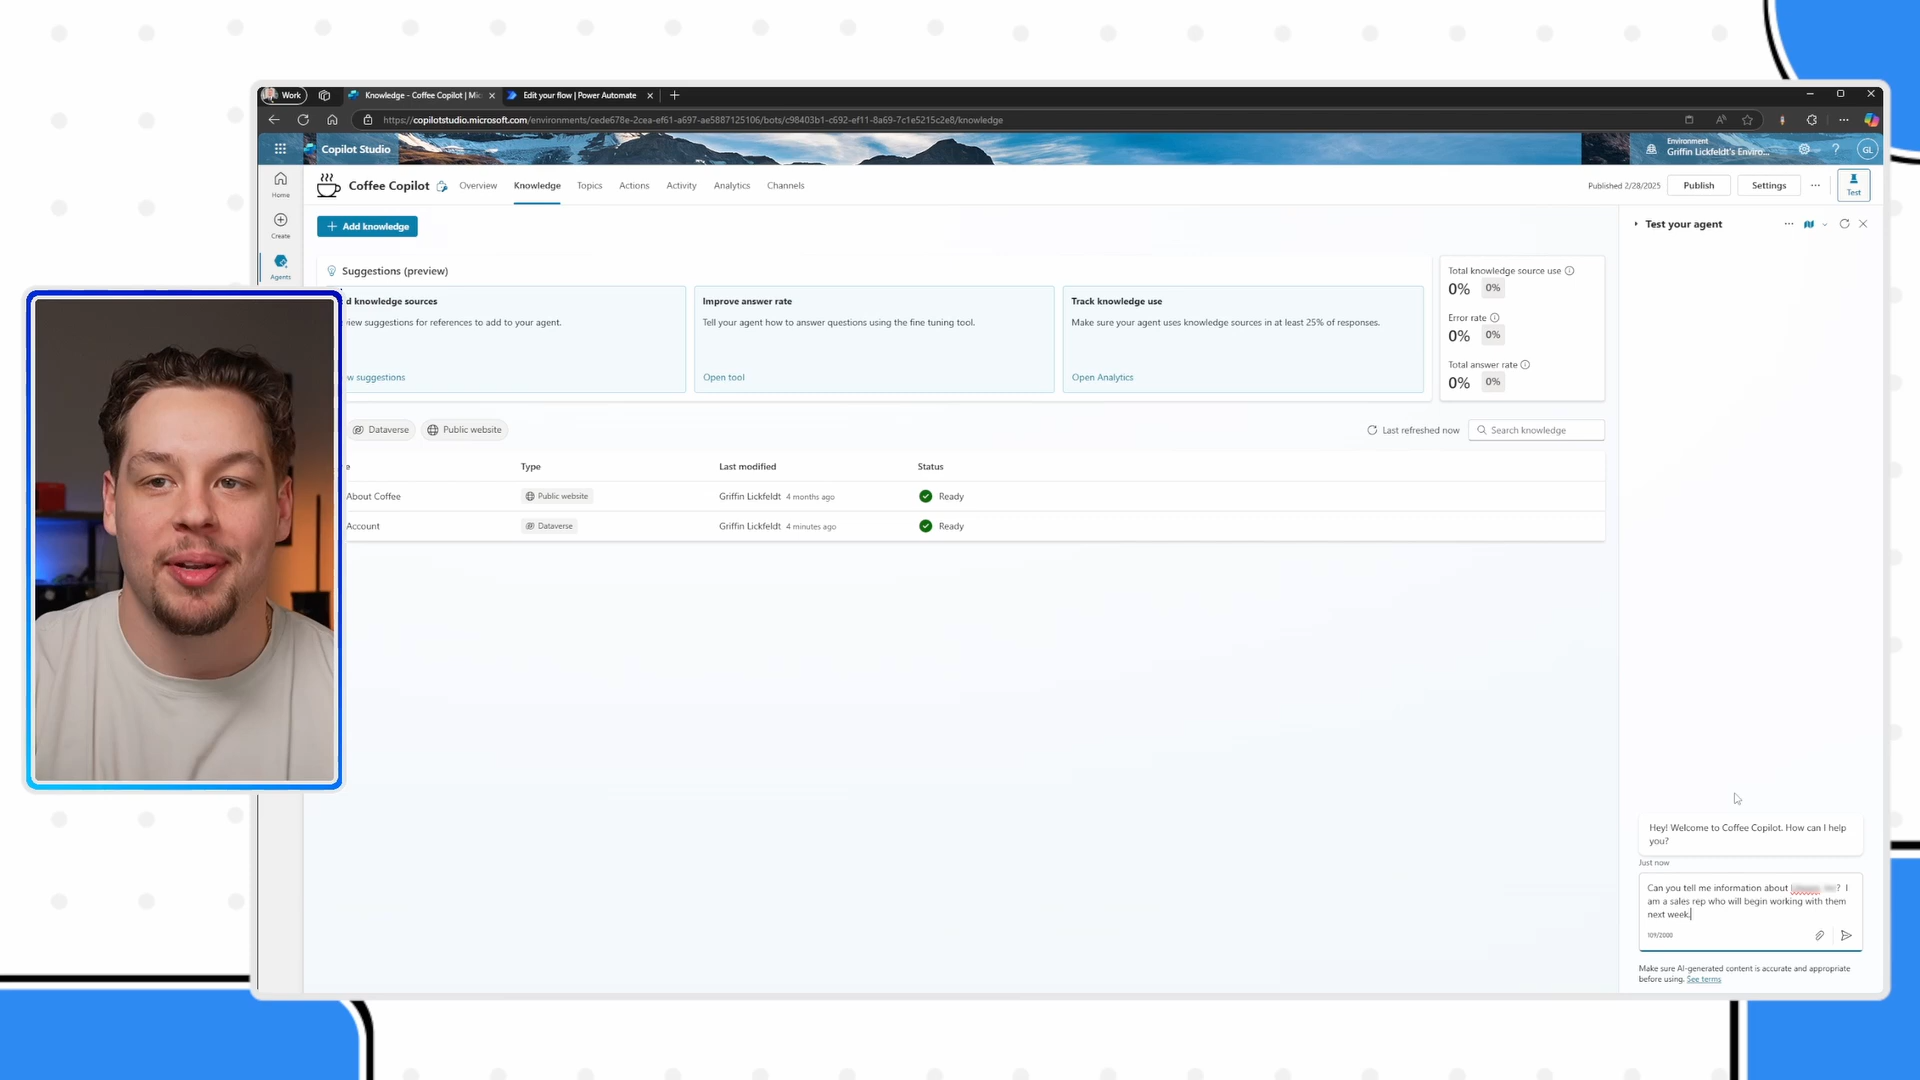 Work
Knowledge - Coffee Copilot | Mic
Edit your flow | Power Automate
https://copilotstudio.microsoft.com/environments/cede678e-2cea-ef61-a697-ae5887125106/bots/c98403b1-c692-ef11-8a69-7c1e5215c2e8/knowledge
Copilot Studio
Environment
Griffin Lickfeldt's Enviro...
GL
Home
Create
Agents
Coffee Copilot
Overview
Knowledge
Topics
Actions
Activity
Analytics
Channels
Published 2/28/2025
Publish
Settings
Test
Add knowledge
Suggestions (preview)
d knowledge sources
view suggestions for references to add to your agent.
w suggestions
Improve answer rate
Tell your agent how to answer questions using the fine tuning tool.
Open tool
Track knowledge use
Make sure your agent uses knowledge sources in at least 25% of responses.
Open Analytics
Total knowledge source use
0% 0%
Error rate
0% 0%
Total answer rate
0% 0%
Dataverse
Public website
Last refreshed now
Search knowledge
e Type Last modified Status
About Coffee Public website Griffin Lickfeldt 4 months ago Ready
Account Dataverse Griffin Lickfeldt 4 minutes ago Ready
Test your agent
Hey! Welcome to Coffee Copilot. How can I help
you?
Just now
Can you tell me information about ? I
am a sales rep who will begin working with them
next week.
109/2000
Make sure AI-generated content is accurate and appropriate
before using. See terms